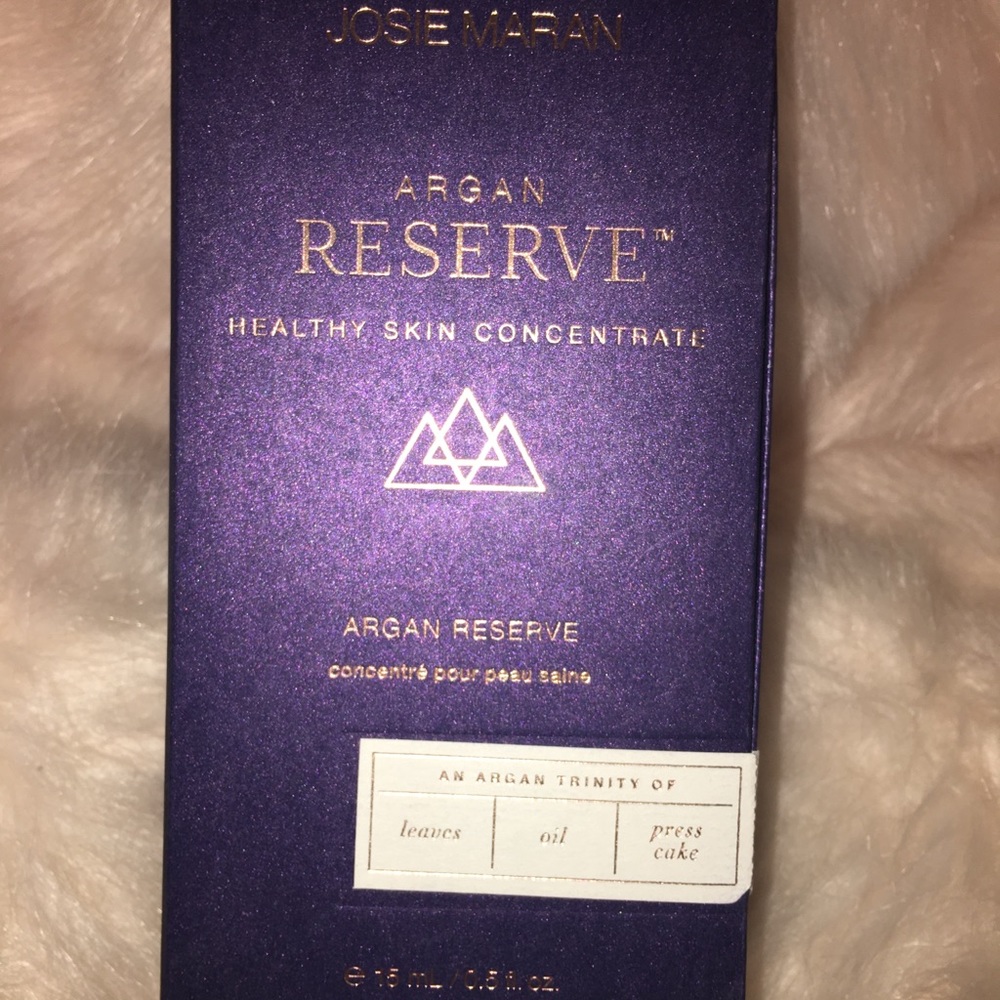 JOSIE MARAN
ARGAN
RESERVE™
HEALTHY SKIN CONCENTRATE
ARGAN RESERVE
concentré pour peau saine
AN ARGAN TRINITY OF
leaves oil press
cake
℮ 15 mL / 0.5 fl. oz.